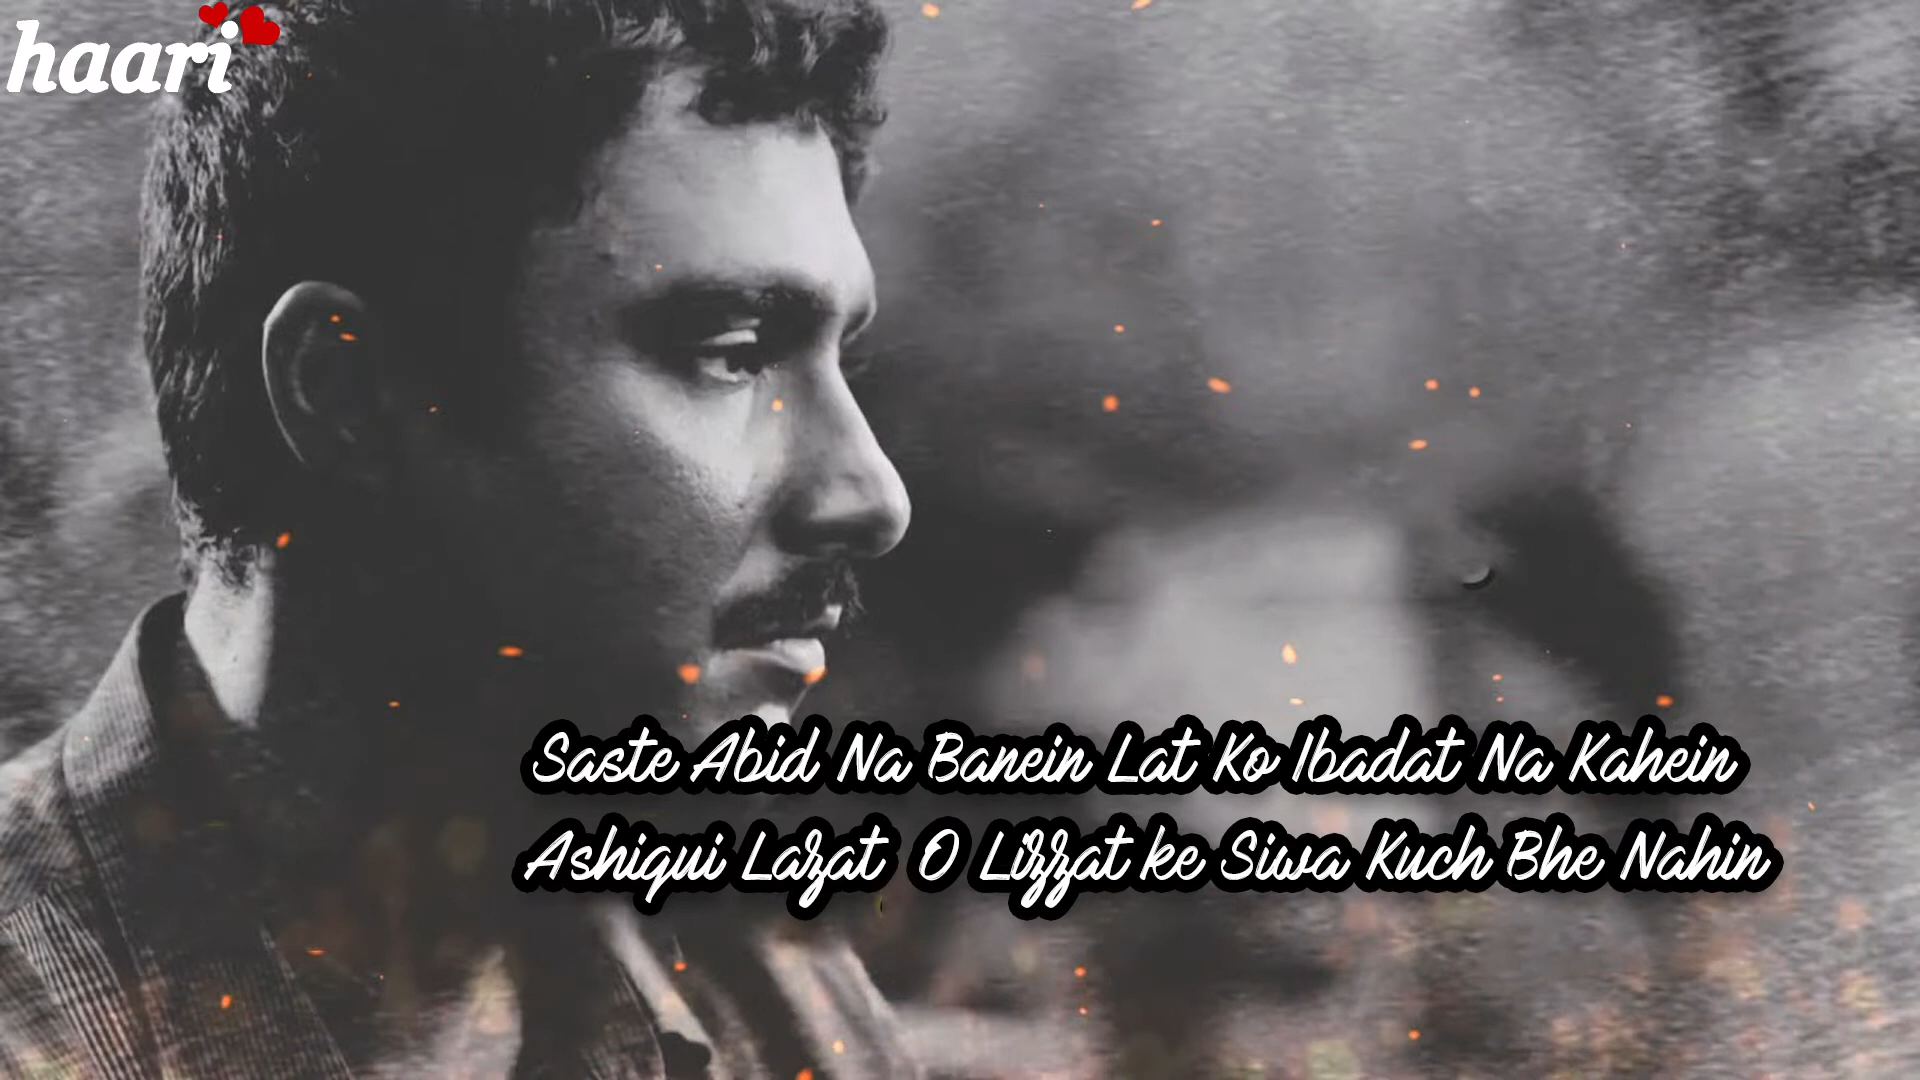 haari
Saste Abid Na Banein Lat Ko Ibadat Na Kahein
Ashiqui Lazat O Lizzat ke Siwa Kuch Bhe Nahin